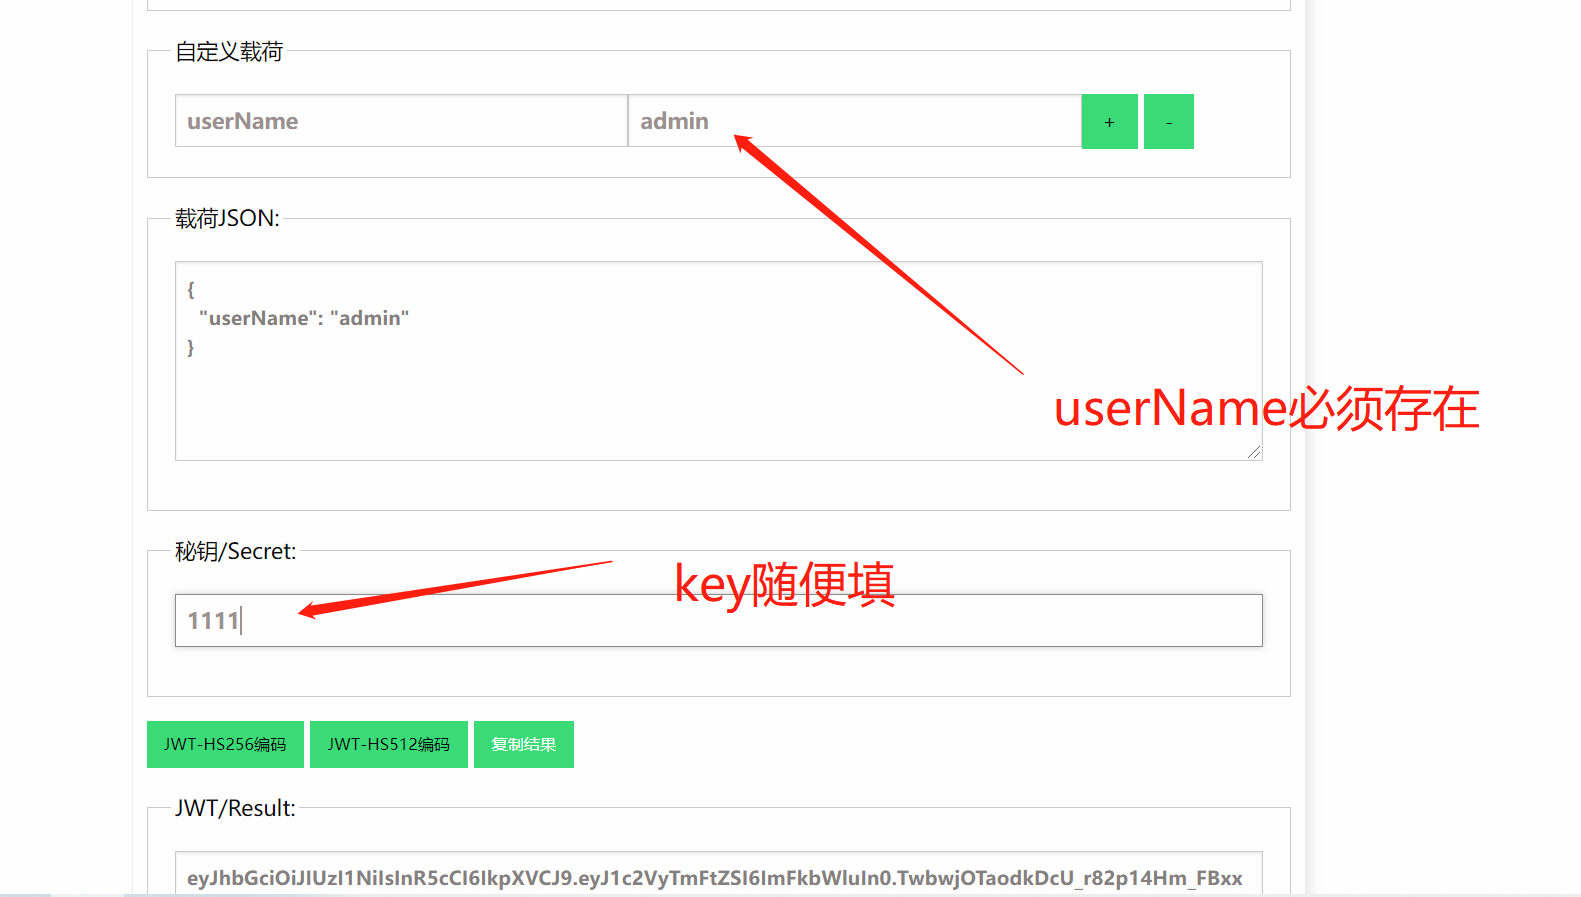 自定义载荷
userName
admin
+
-
载荷JSON:
{
"userName": "admin"
}
userName必须存在
秘钥/Secret:
key随便填
1111
JWT-HS256编码
JWT-HS512编码
复制结果
JWT/Result:
eyJhbGciOiJIUzI1NiIsInR5cCI6IkpXVCJ9.eyJ1c2VyTmFtZSI6ImFkbWluIn0.TwbwjOTaodkDcU_r82p14Hm_FBxx